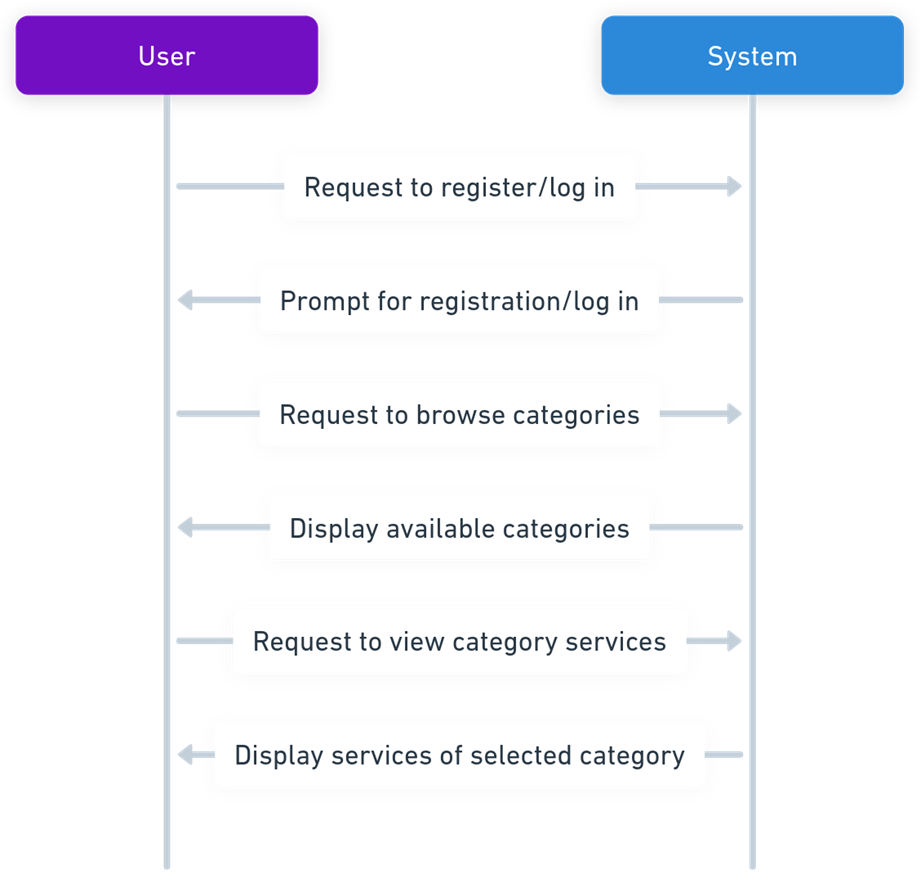 User
System
Request to register/log in
Prompt for registration/log in
Request to browse categories
Display available categories
Request to view category services
Display services of selected category